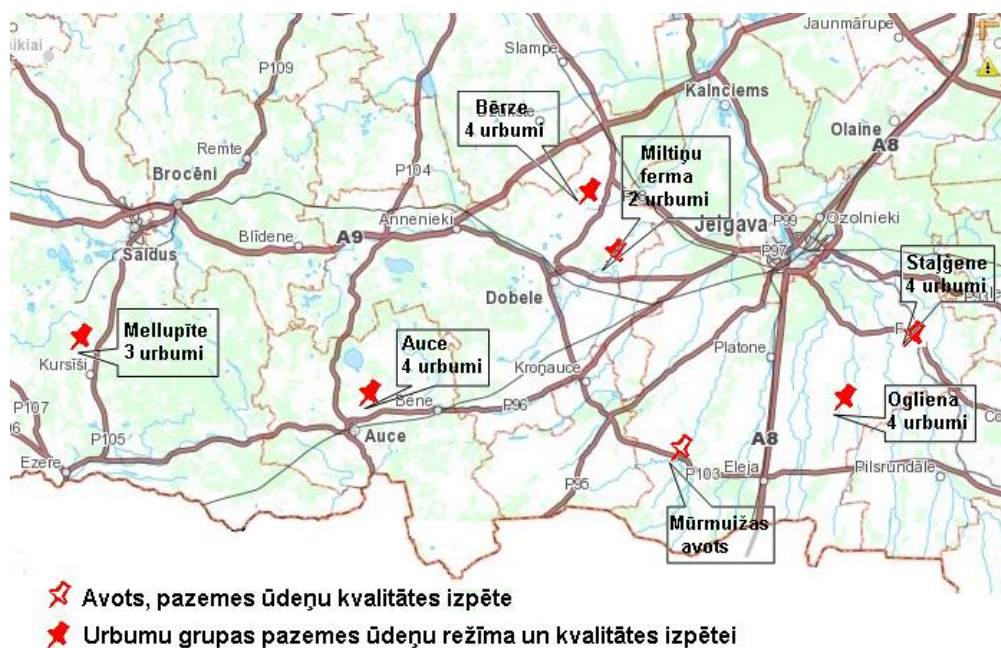 Jaunmārupe
Slampe
P109
Kalnciems
Bērze
4 urbumi
Olaine
A8
Miltiņu
ferma
2 urbumi
Remte
Brocēni
P104
Annenieki
Jelgava
P99
Ozolnieki
A9
Blīdene
Saldus
P97
Staļģene
4 urbumi
P93
Dobele
Mellupīte
3 urbumi
Auce
4 urbumi
Platone
Kursīši
Kroņauce
Ogliena
4 urbumi
P107
Bēne
P96
Auce
P105
A8
Ezere
P103
Eleja
Pilsrundāle
P95
Mūrmuižas
avots
Avots, pazemes ūdeņu kvalitātes izpēte
Urbumu grupas pazemes ūdeņu režīma un kvalitātes izpētei